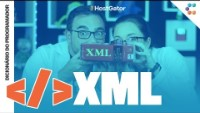 HostGator
DICIONÁRIO DO PROGRAMADOR
XML
</>XML